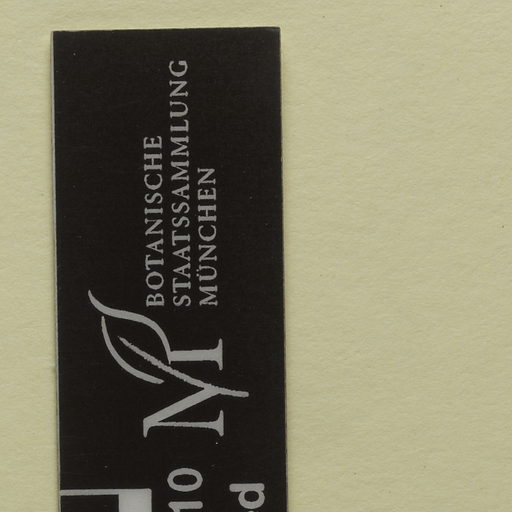 BOTANISCHE
STAATSSAMMLUNG
MÜNCHEN
M
10